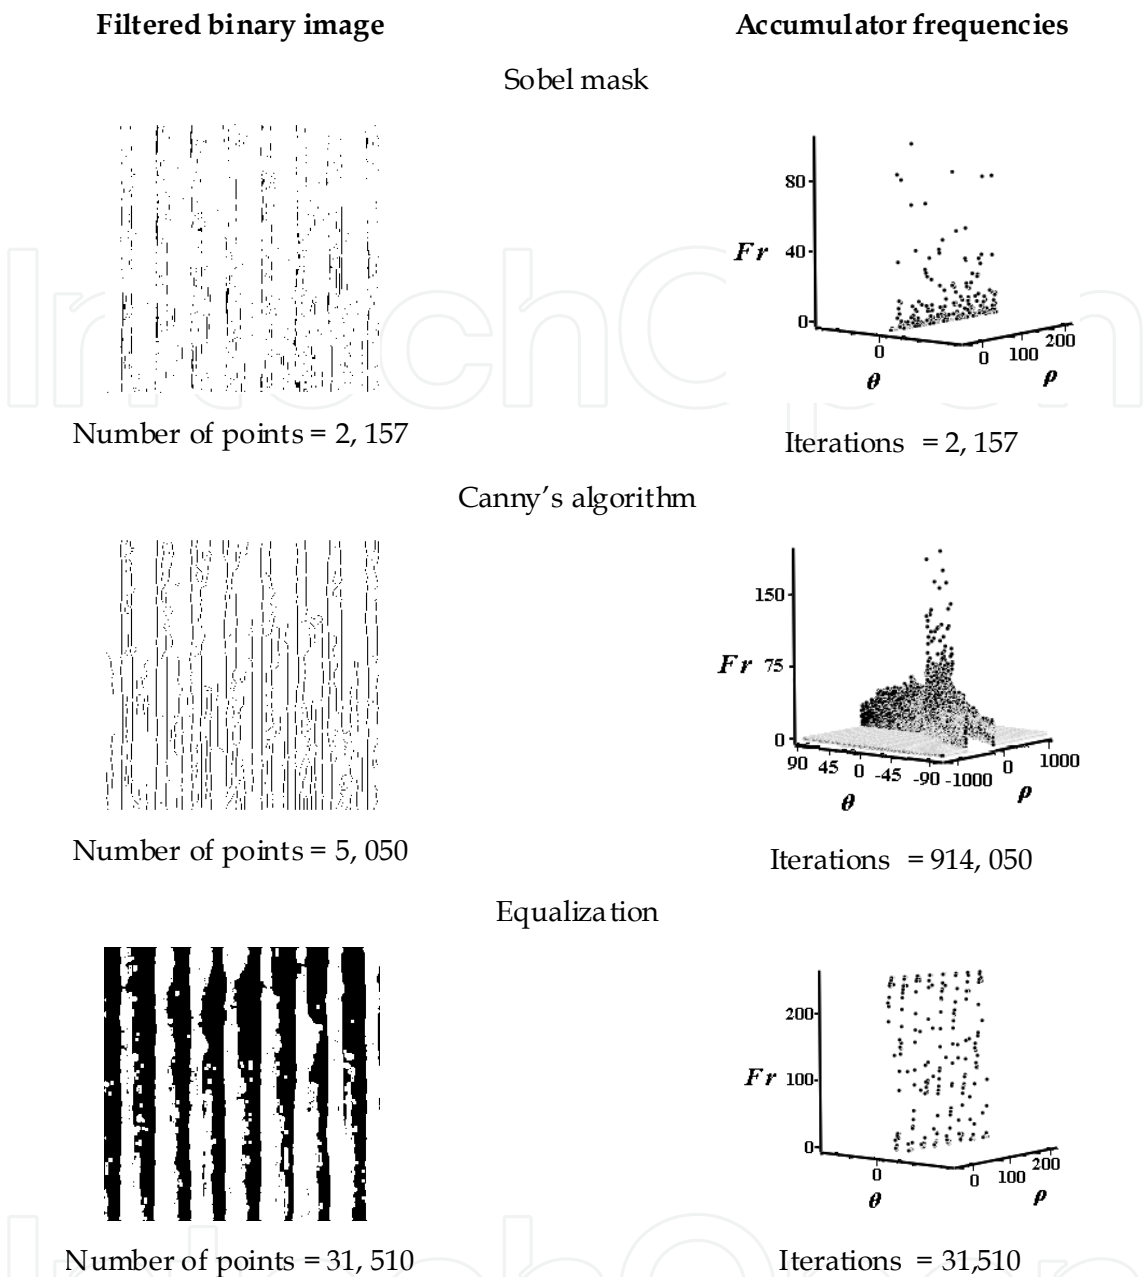 Filtered binary image Accumulator frequencies
Sobel mask
80
Fr 40
0
0 0 100 200
θ ρ
Number of points = 2, 157 Iterations = 2, 157
Canny's algorithm
150
Fr 75
0
90 45 0 -45 -90 -1000 0 1000
θ ρ
Number of points = 5, 050 Iterations = 914, 050
Equalization
200
Fr 100
0
0 0 100 200
θ ρ
Number of points = 31, 510 Iterations = 31,510
IntechOpen
IntechOpen